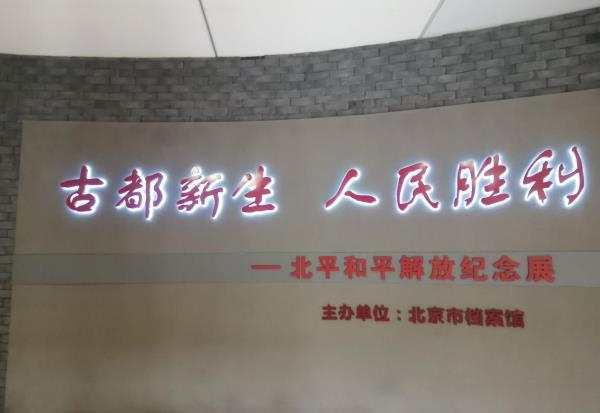 古都新生 人民胜利
—北平和平解放纪念展
主办单位：北京市档案馆